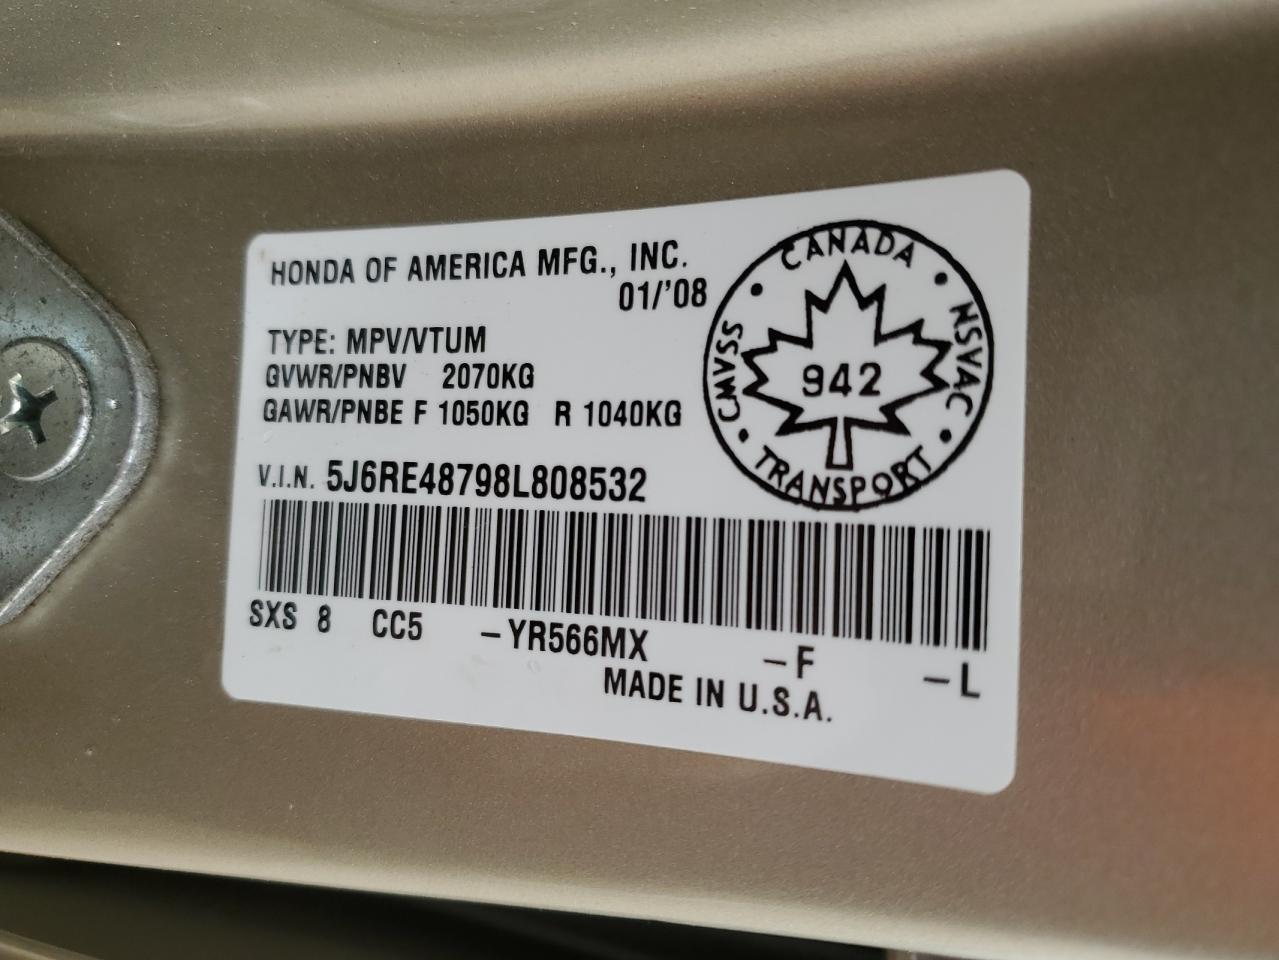 HONDA OF AMERICA MFG., INC.
01/'08
TYPE: MPV/VTUM
GVWR/PNBV 2070KG
GAWR/PNBE F 1050KG R 1040KG
V.I.N. 5J6RE48798L808532
SXS 8 CC5 -YR566MX -F -L
MADE IN U.S.A.
CANADA
CMVSS
942
NSVAC
TRANSPORT